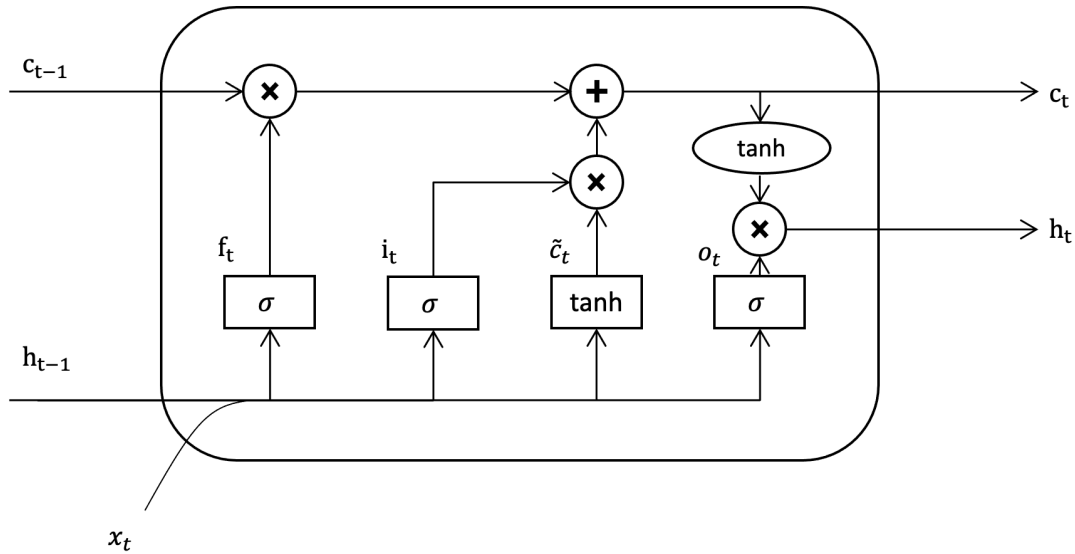 c_{t−1}
× + c_t
tanh
×
× h_t
f_t i_t c̃_t o_t
σ σ tanh σ
h_{t−1}
x_t